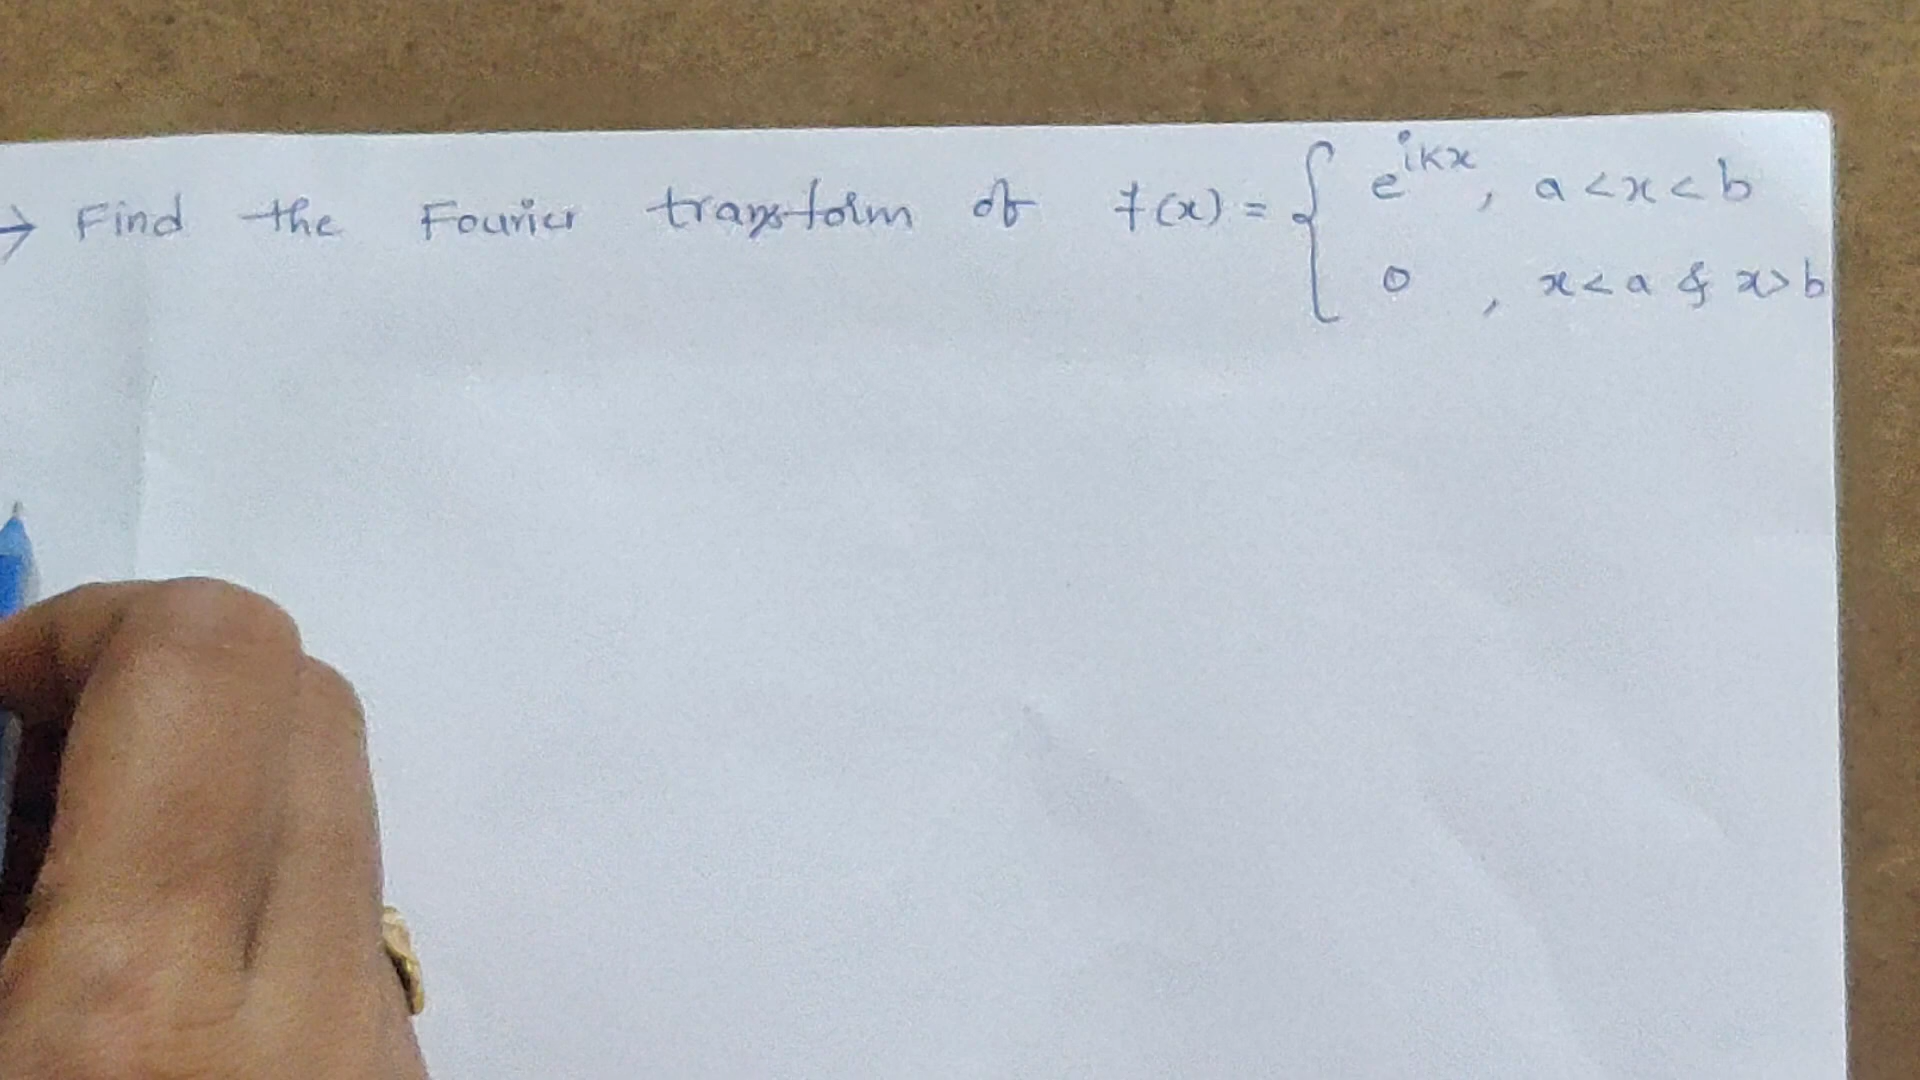 → Find the Fourier transform of f(x) = { e^{ikx}, a<x<b
0, x<a & x>b